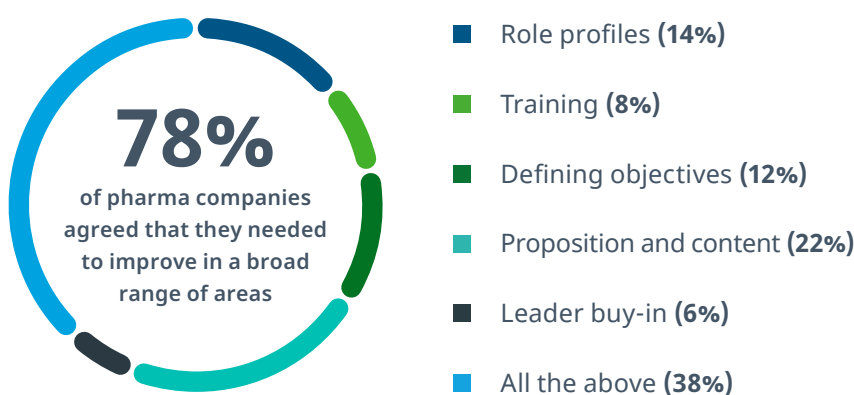 78%
of pharma companies
agreed that they needed
to improve in a broad
range of areas
Role profiles (14%)
Training (8%)
Defining objectives (12%)
Proposition and content (22%)
Leader buy-in (6%)
All the above (38%)